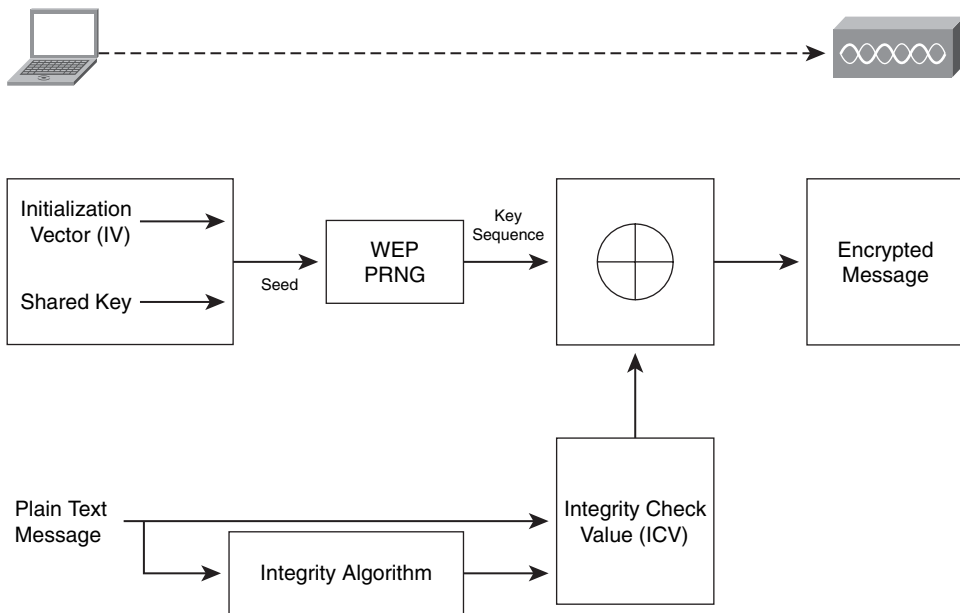 Initialization
Vector (IV)
Shared Key
Seed
WEP
PRNG
Key
Sequence
Encrypted
Message
Plain Text
Message
Integrity Algorithm
Integrity Check
Value (ICV)